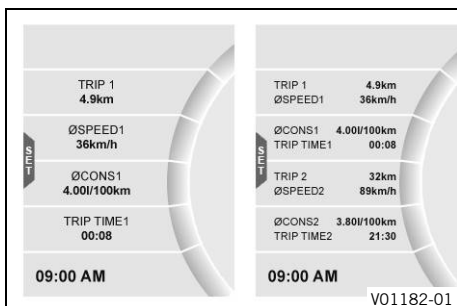 TRIP 1
4.9km
ØSPEED1
36km/h
SET
ØCONS1
4.00l/100km
TRIP TIME1
00:08
09:00 AM
TRIP 1 4.9km
ØSPEED1 36km/h
ØCONS1 4.00l/100km
TRIP TIME1 00:08
SET
TRIP 2 32km
ØSPEED2 89km/h
ØCONS2 3.80l/100km
TRIP TIME2 21:30
09:00 AM
V01182-01